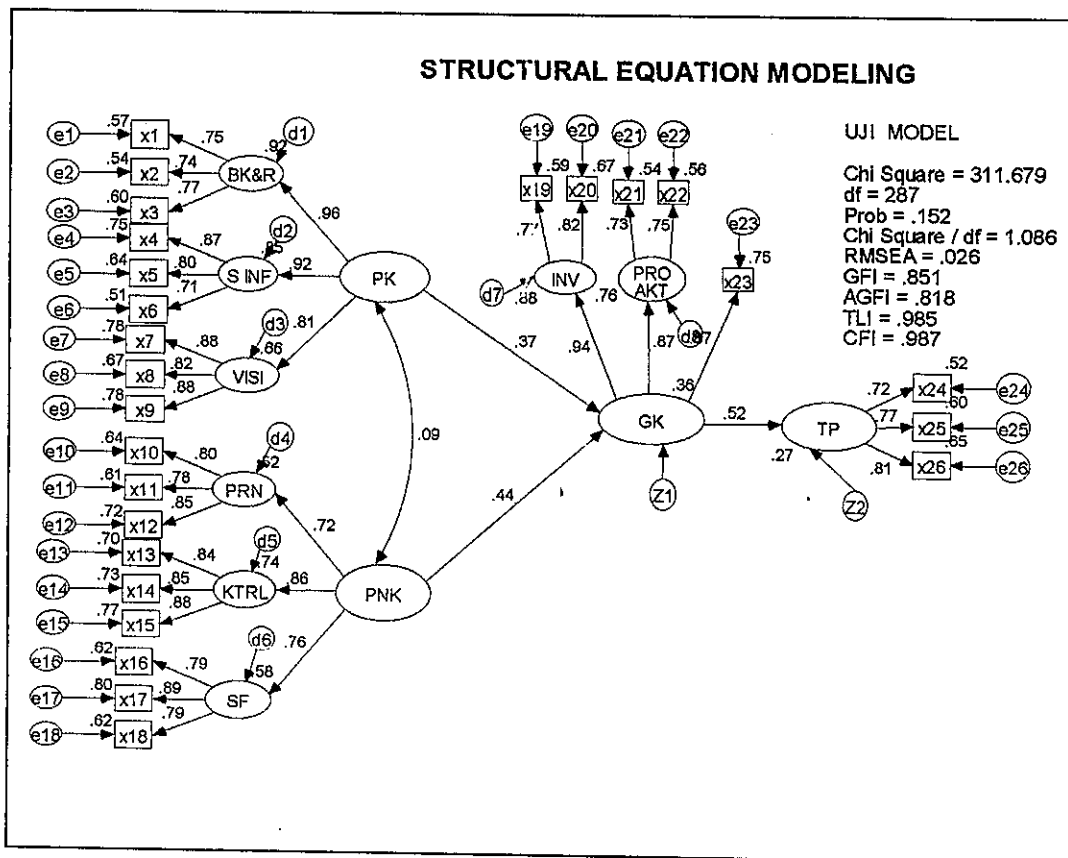 STRUCTURAL EQUATION MODELING
UJI MODEL
Chi Square = 311.679
df = 287
Prob = .152
Chi Square / df = 1.086
RMSEA = .026
GFI = .851
AGFI = .818
TLI = .985
CFI = .987
e1 .57 x1 .75
e2 .54 x2 .74
e3 .60 x3 .77
d1 .92 BK&R .96
e4 .75 x4 .87
e5 .64 x5 .80
e6 .51 x6 .71
d2 .85 S INF .92
e7 .78 x7 .88
e8 .67 x8 .82
e9 .78 x9 .88
d3 .66 VISI .81
PK
.37
.09
e10 .64 x10 .80
e11 .61 x11 .78
e12 .72 x12 .85
d4 .52 PRN .72
e13 .70 x13 .84
e14 .73 x14 .85
e15 .77 x15 .88
d5 .74 KTRL .86
e16 .62 x16 .79
e17 .80 x17 .89
e18 .62 x18 .79
d6 .58 SF .76
PNK
.44
e19 e20 e21 e22
.59 .67 .54 .56
x19 x20 x21 x22
.82 .73 .75
e23 .75 x23
d7 .88 INV .76
PRO
AKT
.94 .87 .87
.36
GK
Z1
.52
TP
.27
Z2
.52
.72 x24 e24
.60
.77 x25 e25
.65
.81 x26 e26